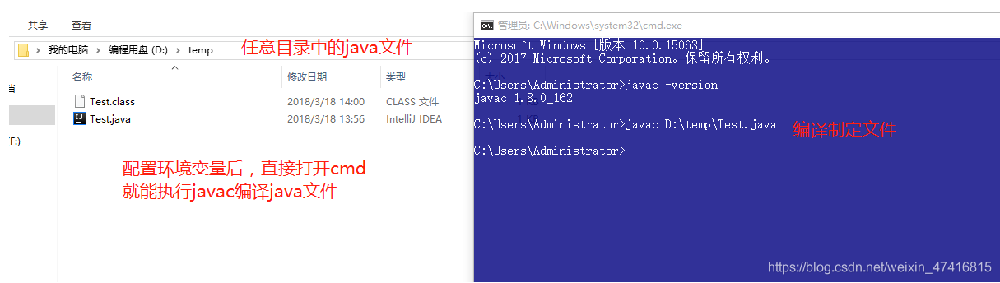 共享 查看
我的电脑 编程用盘 (D:) temp
任意目录中的java文件
名称 修改日期 类型
Test.class 2018/3/18 14:00 CLASS 文件
Test.java 2018/3/18 13:56 IntelliJ IDEA
(F:)
配置环境变量后，直接打开cmd
就能执行javac编译java文件
管理员: C:\Windows\system32\cmd.exe
Microsoft Windows [版本 10.0.15063]
(c) 2017 Microsoft Corporation。保留所有权利。
C:\Users\Administrator>javac -version
javac 1.8.0_162
C:\Users\Administrator>javac D:\temp\Test.java
编译制定文件
C:\Users\Administrator>
https://blog.csdn.net/weixin_47416815